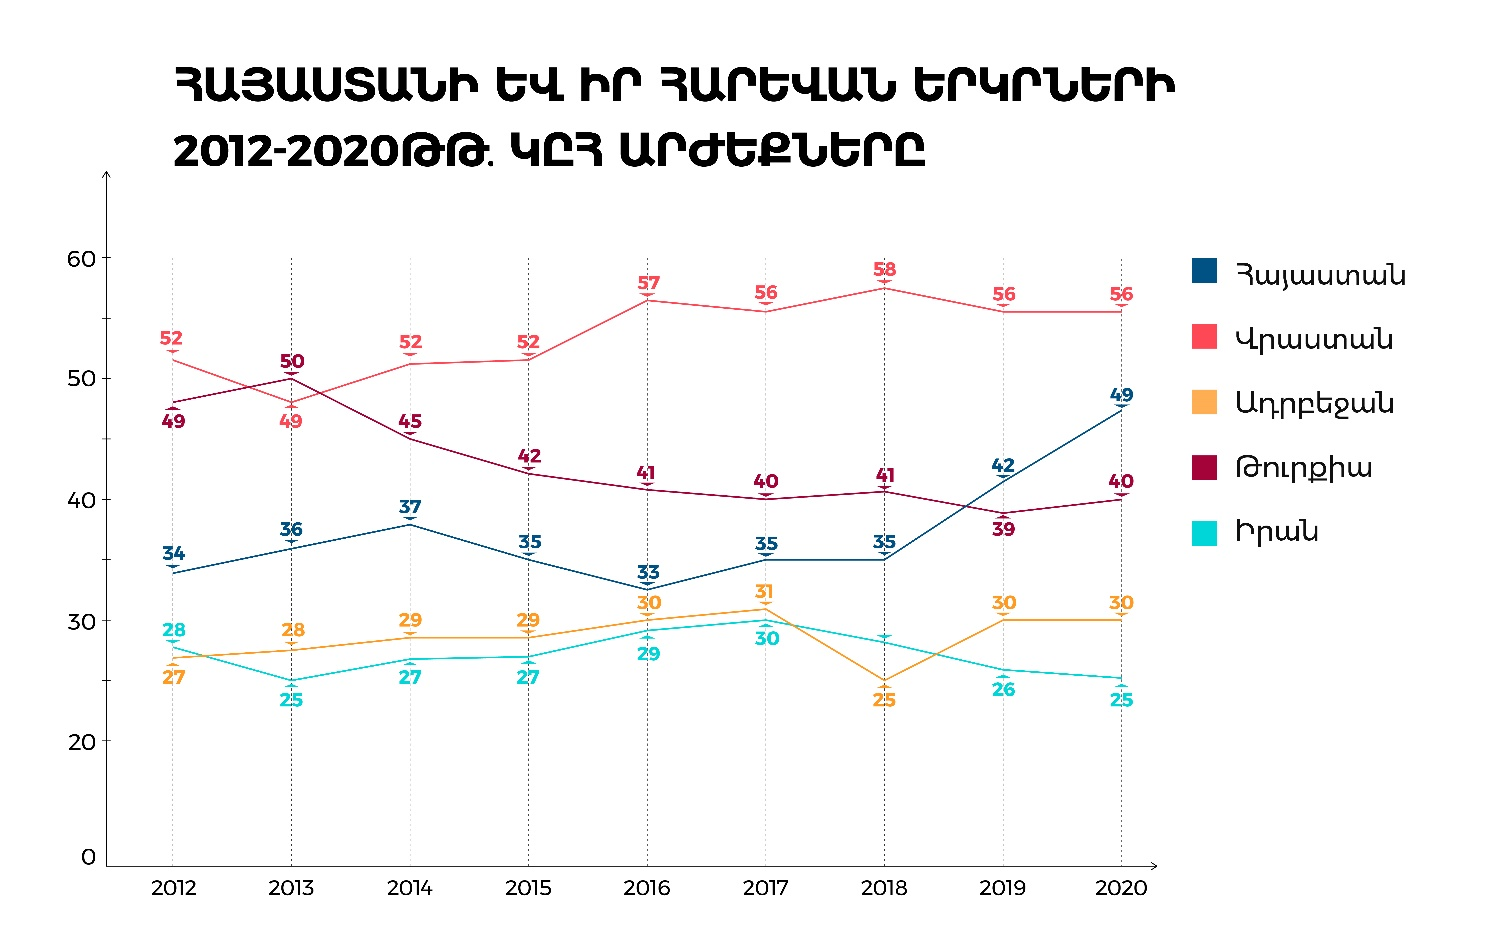 ՀԱՅԱՍՏԱՆԻ ԵՎ ԻՐ ՀԱՐԵՎԱՆ ԵՐԿՐՆԵՐԻ
2012-2020ԹԹ. ԿԸՀ ԱՐԺԵՔՆԵՐԸ
60
50
40
30
20
0
52 49 52 52 57 56 58 56 56
49 50 45 42 41 40 41 39 40
34 36 37 35 33 35 35 42 49
27 28 29 29 30 31 25 30 30
28 25 27 27 29 30 26 25
2012 2013 2014 2015 2016 2017 2018 2019 2020
Հայաստան
Վրաստան
Ադրբեջան
Թուրքիա
Իրան